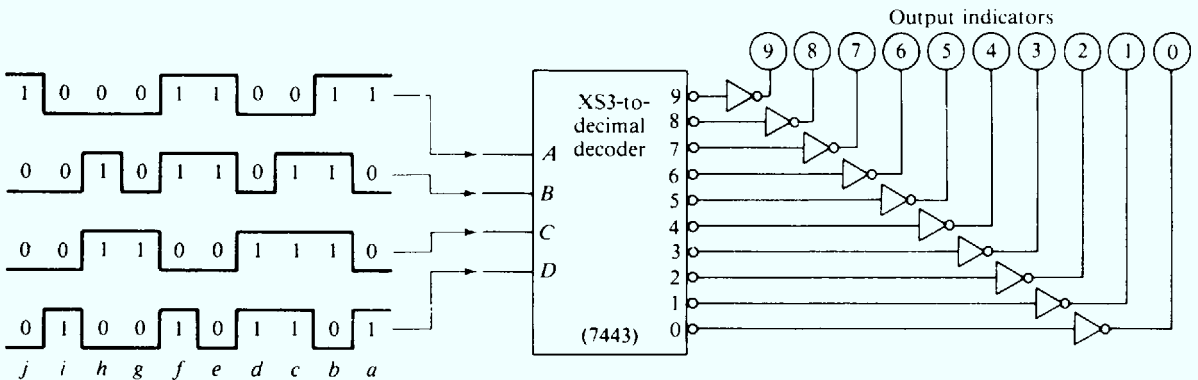 Output indicators
9 8 7 6 5 4 3 2 1 0
1 0 0 0 1 1 0 0 1 1
0 0 1 0 1 1 0 1 1 0
0 0 1 1 0 0 1 1 1 0
0 1 0 0 1 0 1 1 0 1
j i h g f e d c b a
A
B
C
D
XS3-to-
decimal
decoder
(7443)
9
8
7
6
5
4
3
2
1
0